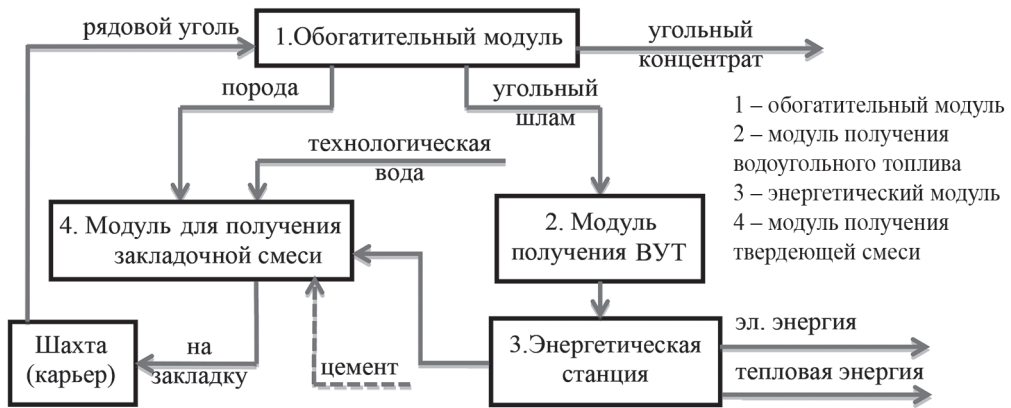 рядовой уголь
1.Обогатительный модуль
угольный
концентрат
порода
угольный
шлам
технологическая
вода
1 – обогатительный модуль
2 – модуль получения
водоугольного топлива
3 – энергетический модуль
4 – модуль получения
твердеющей смеси
4. Модуль для получения
закладочной смеси
2. Модуль
получения ВУТ
Шахта
(карьер)
на
закладку
цемент
3.Энергетическая
станция
эл. энергия
тепловая энергия